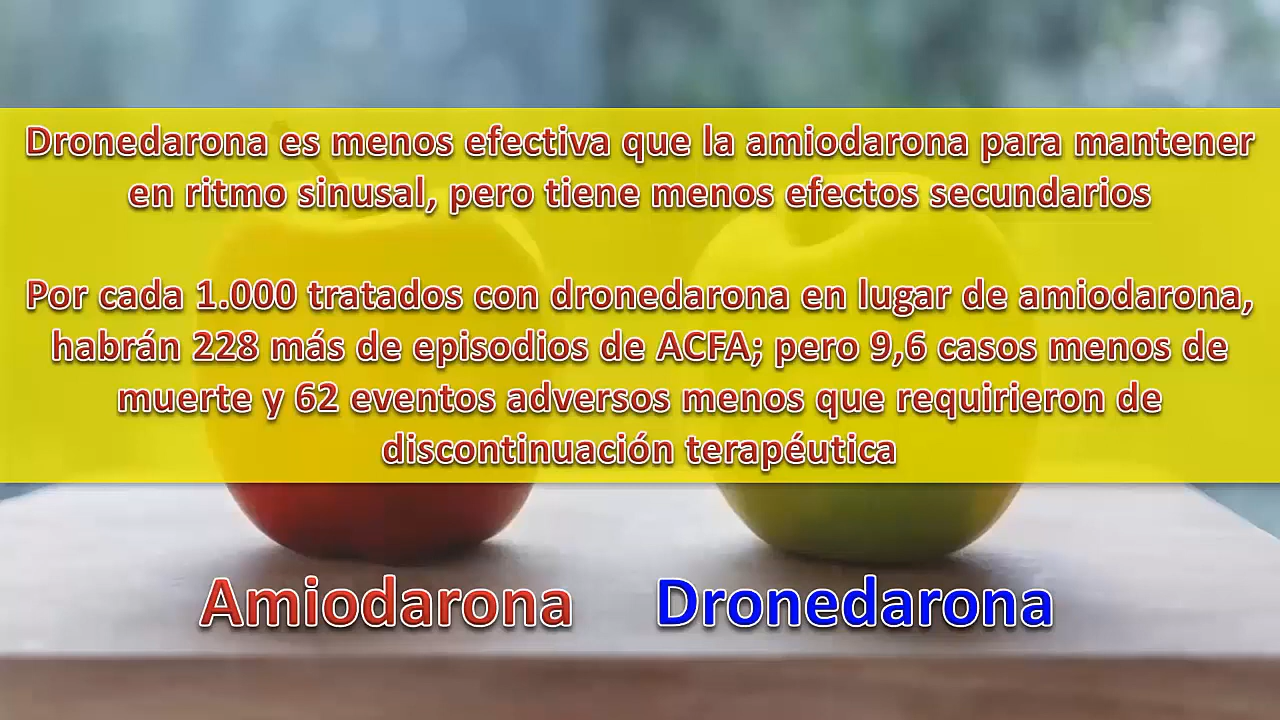 Dronedarona es menos efectiva que la amiodarona para mantener
en ritmo sinusal, pero tiene menos efectos secundarios
Por cada 1.000 tratados con dronedarona en lugar de amiodarona,
habrán 228 más de episodios de ACFA; pero 9,6 casos menos de
muerte y 62 eventos adversos menos que requirieron de
discontinuación terapéutica
Amiodarona Dronedarona